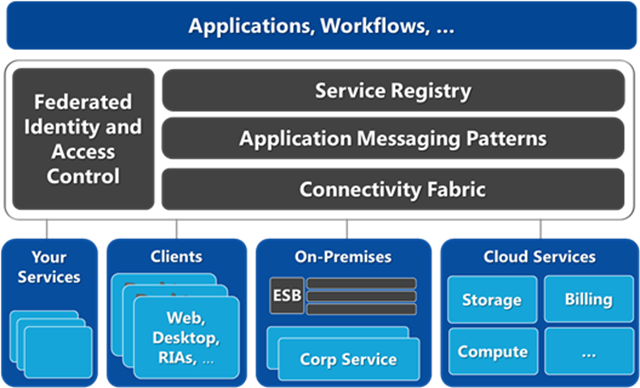 Applications, Workflows, ...
Federated
Identity and
Access
Control
Service Registry
Application Messaging Patterns
Connectivity Fabric
Your
Services
Clients
Web,
Desktop,
RIAs, ...
On-Premises
ESB
Corp Service
Cloud Services
Storage
Billing
Compute
...